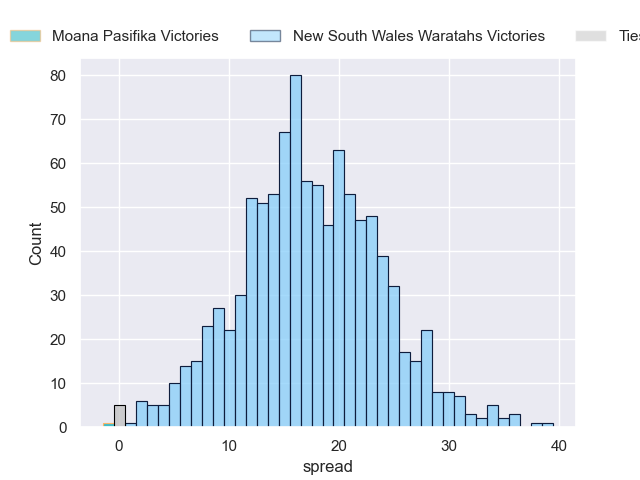 Moana Pasifika Victories New South Wales Waratahs Victories Ties
80
70
60
50
40
30
20
10
0
Count
0 10 20 30 40
spread